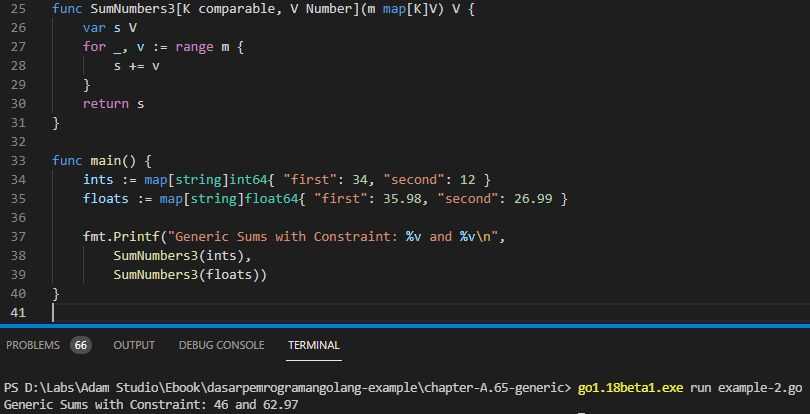 25 func SumNumbers3[K comparable, V Number](m map[K]V) V {
26     var s V
27     for _, v := range m {
28         s += v
29     }
30     return s
31 }
32
33 func main() {
34     ints := map[string]int64{ "first": 34, "second": 12 }
35     floats := map[string]float64{ "first": 35.98, "second": 26.99 }
36
37     fmt.Printf("Generic Sums with Constraint: %v and %v\n",
38         SumNumbers3(ints),
39         SumNumbers3(floats))
40 }
41
PROBLEMS 66 OUTPUT DEBUG CONSOLE TERMINAL
PS D:\Labs\Adam Studio\Ebook\dasarpemrogramangolang-example\chapter-A.65-generic> go1.18beta1.exe run example-2.go
Generic Sums with Constraint: 46 and 62.97